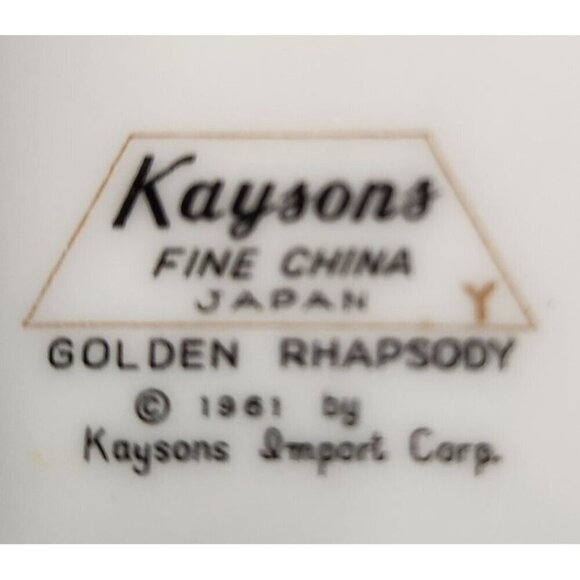 Kaysons
FINE CHINA
JAPAN
Y
GOLDEN RHAPSODY
© 1961 by
Kaysons Import Corp.